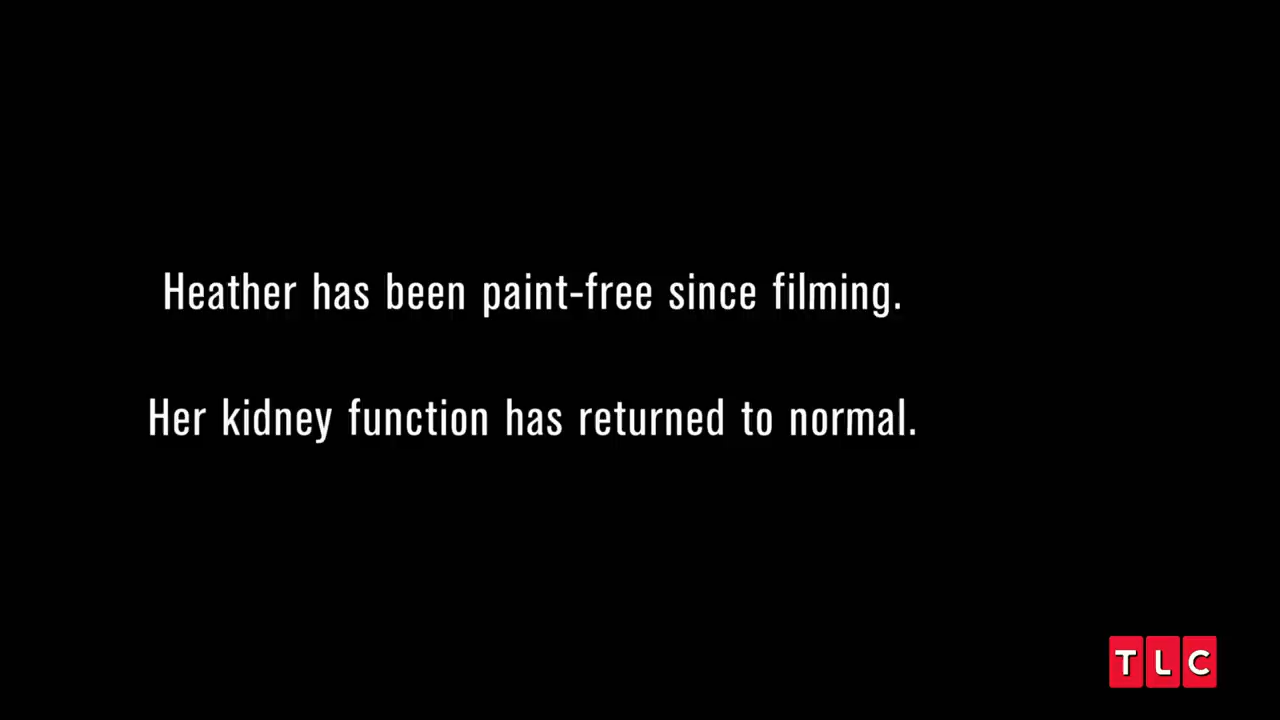 Heather has been paint-free since filming.
Her kidney function has returned to normal.
TLC